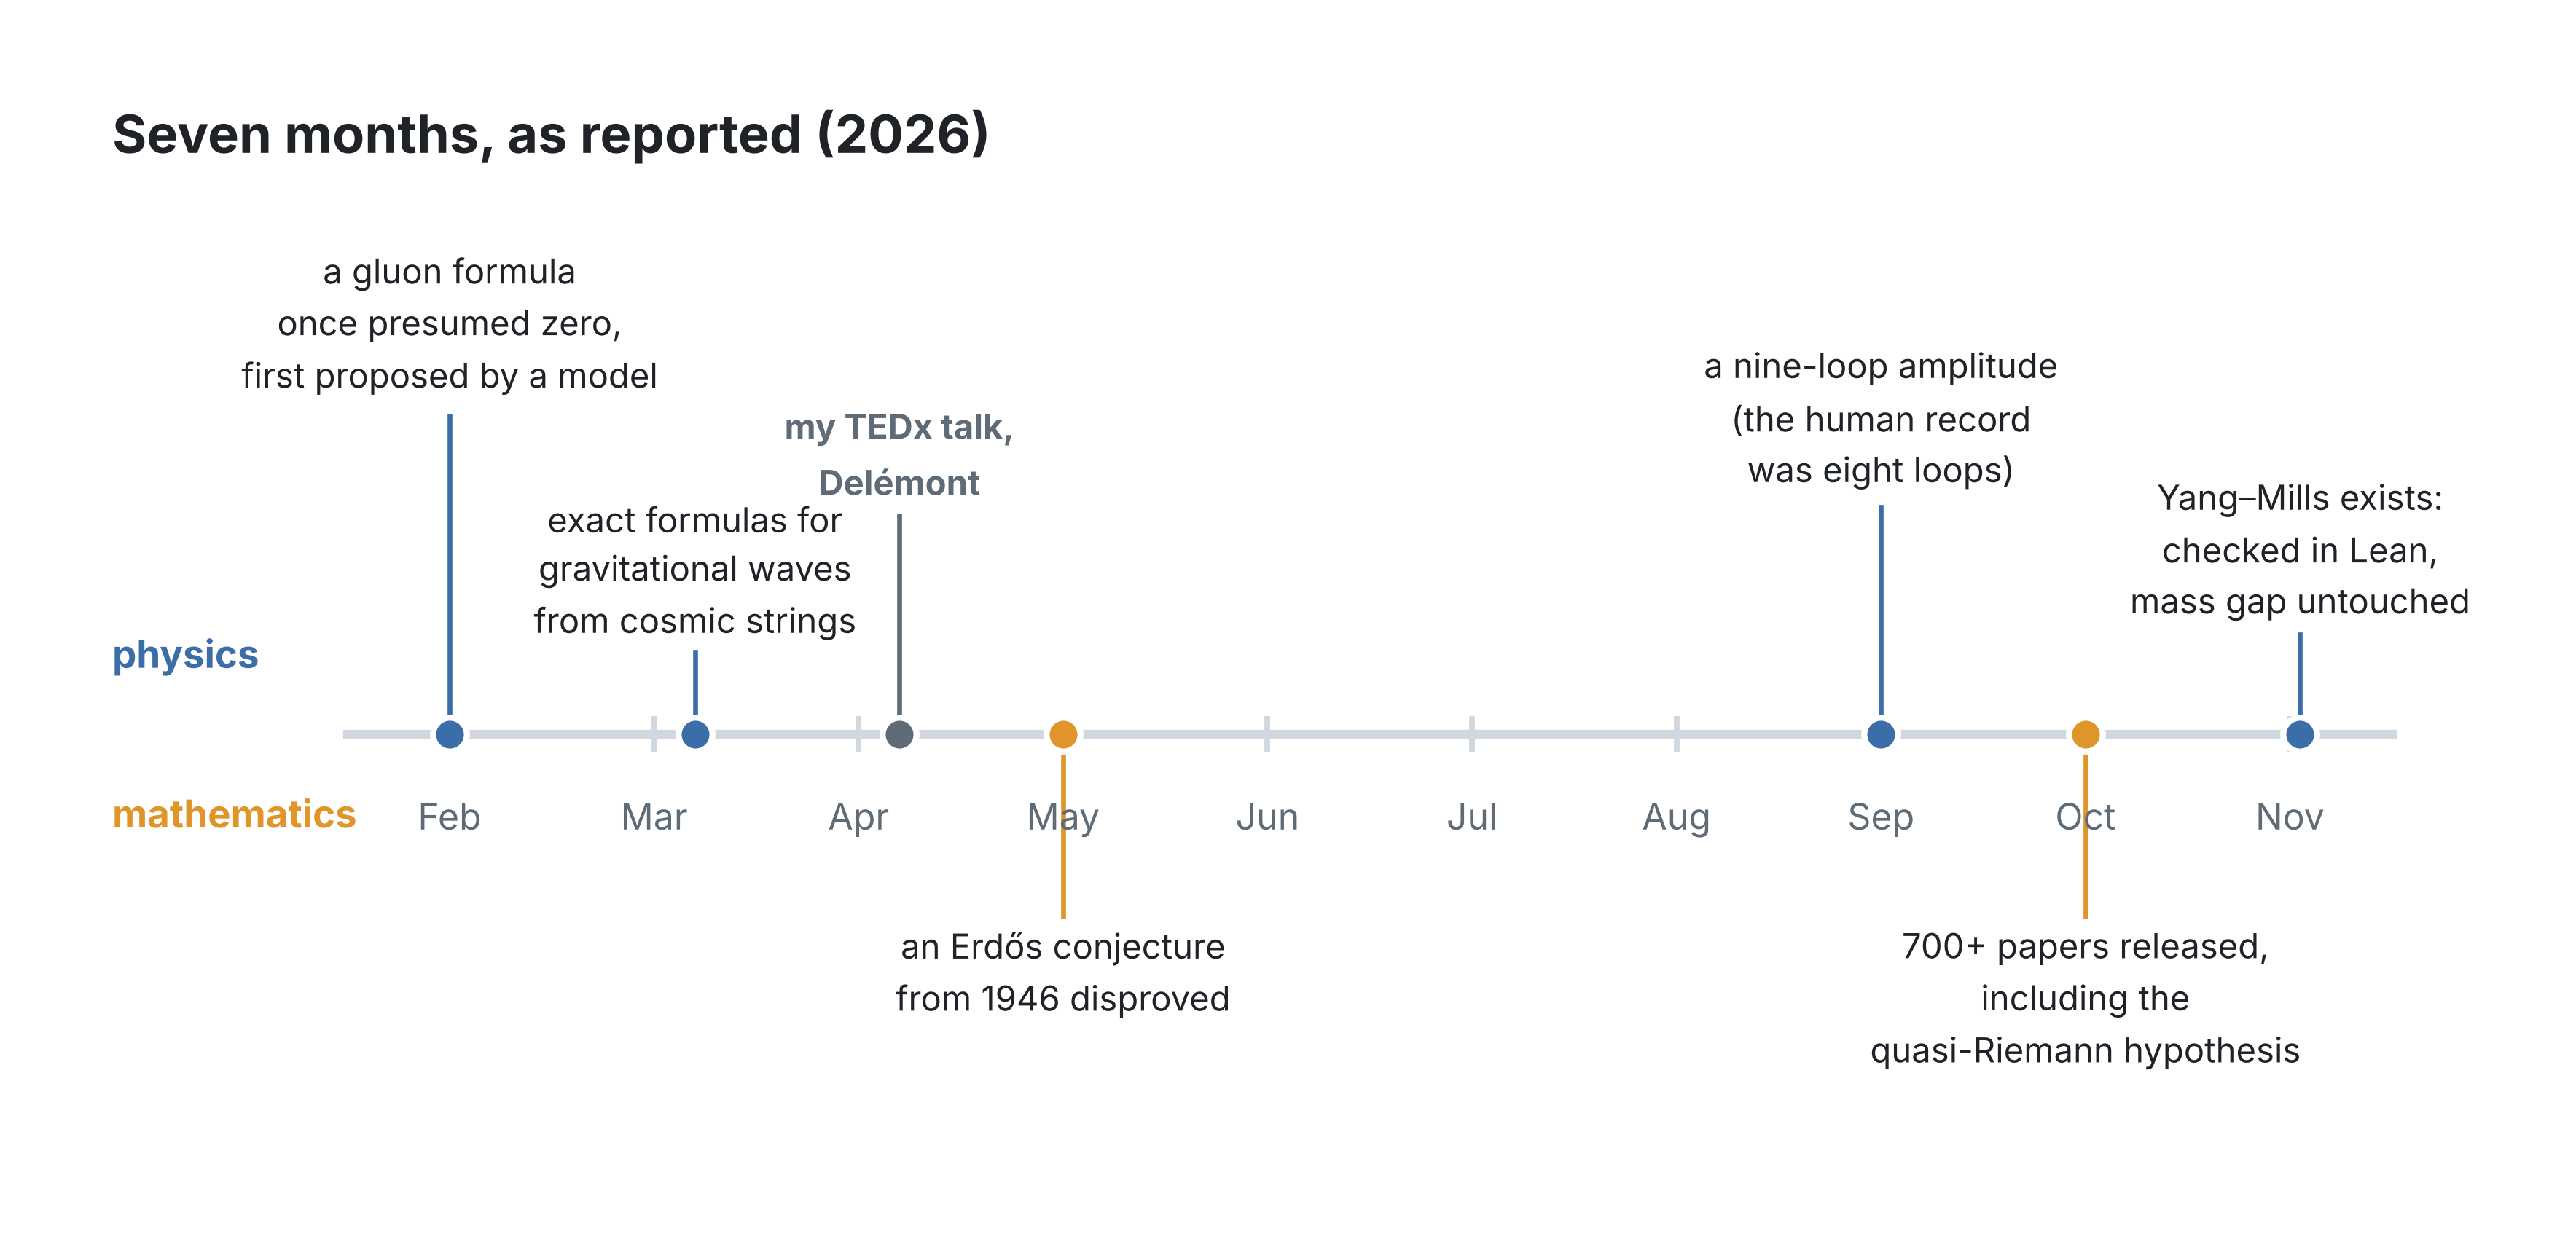 Seven months, as reported (2026)
a gluon formula
once presumed zero,
first proposed by a model
my TEDx talk,
Delémont
exact formulas for
gravitational waves
from cosmic strings
a nine-loop amplitude
(the human record
was eight loops)
Yang–Mills exists:
checked in Lean,
mass gap untouched
physics
mathematics
Feb
Mar
Apr
May
Jun
Jul
Aug
Sep
Oct
Nov
an Erdős conjecture
from 1946 disproved
700+ papers released,
including the
quasi-Riemann hypothesis